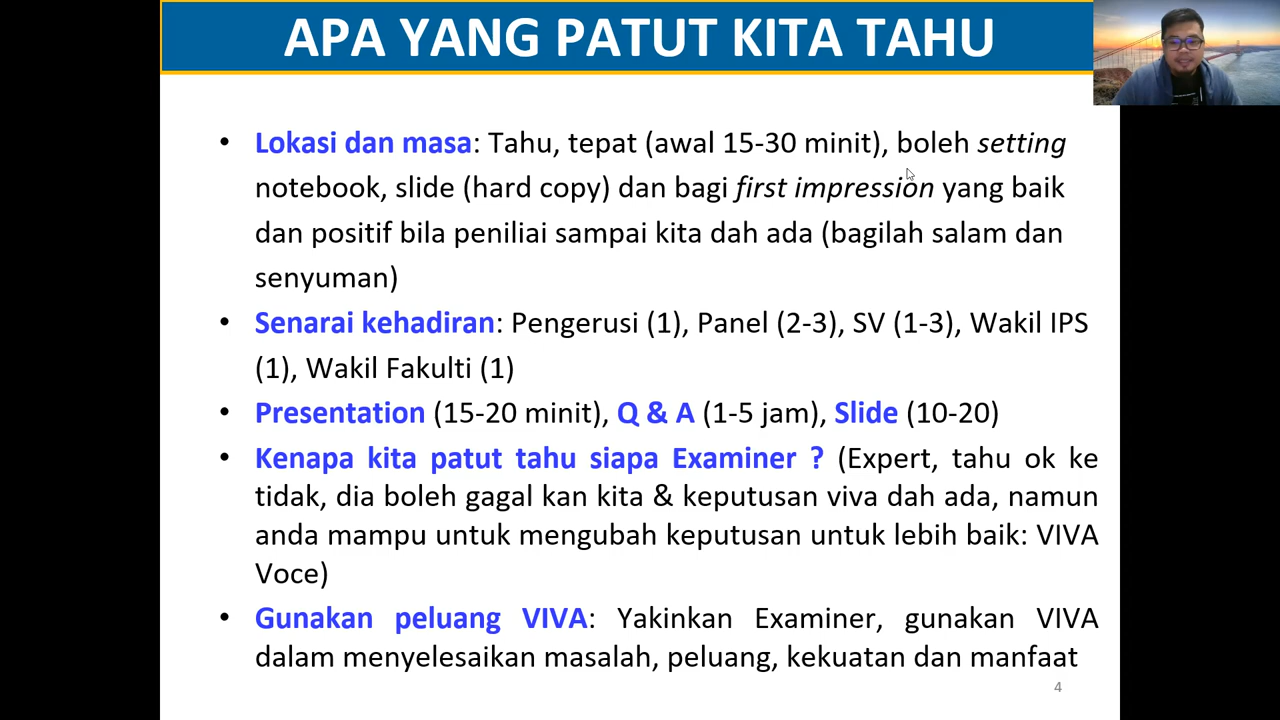 APA YANG PATUT KITA TAHU
• Lokasi dan masa: Tahu, tepat (awal 15-30 minit), boleh setting
notebook, slide (hard copy) dan bagi first impression yang baik
dan positif bila peniliai sampai kita dah ada (bagilah salam dan
senyuman)
• Senarai kehadiran: Pengerusi (1), Panel (2-3), SV (1-3), Wakil IPS
(1), Wakil Fakulti (1)
• Presentation (15-20 minit), Q & A (1-5 jam), Slide (10-20)
• Kenapa kita patut tahu siapa Examiner ? (Expert, tahu ok ke
tidak, dia boleh gagal kan kita & keputusan viva dah ada, namun
anda mampu untuk mengubah keputusan untuk lebih baik: VIVA
Voce)
• Gunakan peluang VIVA: Yakinkan Examiner, gunakan VIVA
dalam menyelesaikan masalah, peluang, kekuatan dan manfaat
4